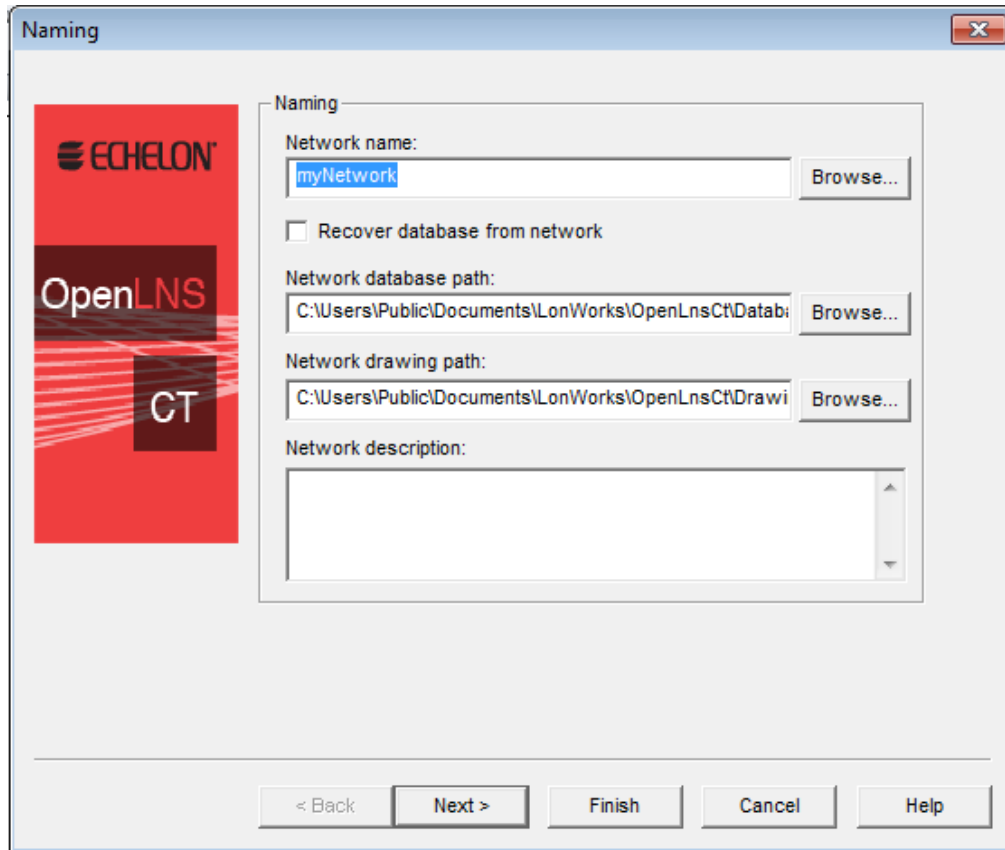 Naming
ECHELON
OpenLNS
CT
Naming
Network name:
myNetwork
Browse...
Recover database from network
Network database path:
C:\Users\Public\Documents\LonWorks\OpenLnsCt\Datab
Browse...
Network drawing path:
C:\Users\Public\Documents\LonWorks\OpenLnsCt\Drawi
Browse...
Network description:
< Back
Next >
Finish
Cancel
Help